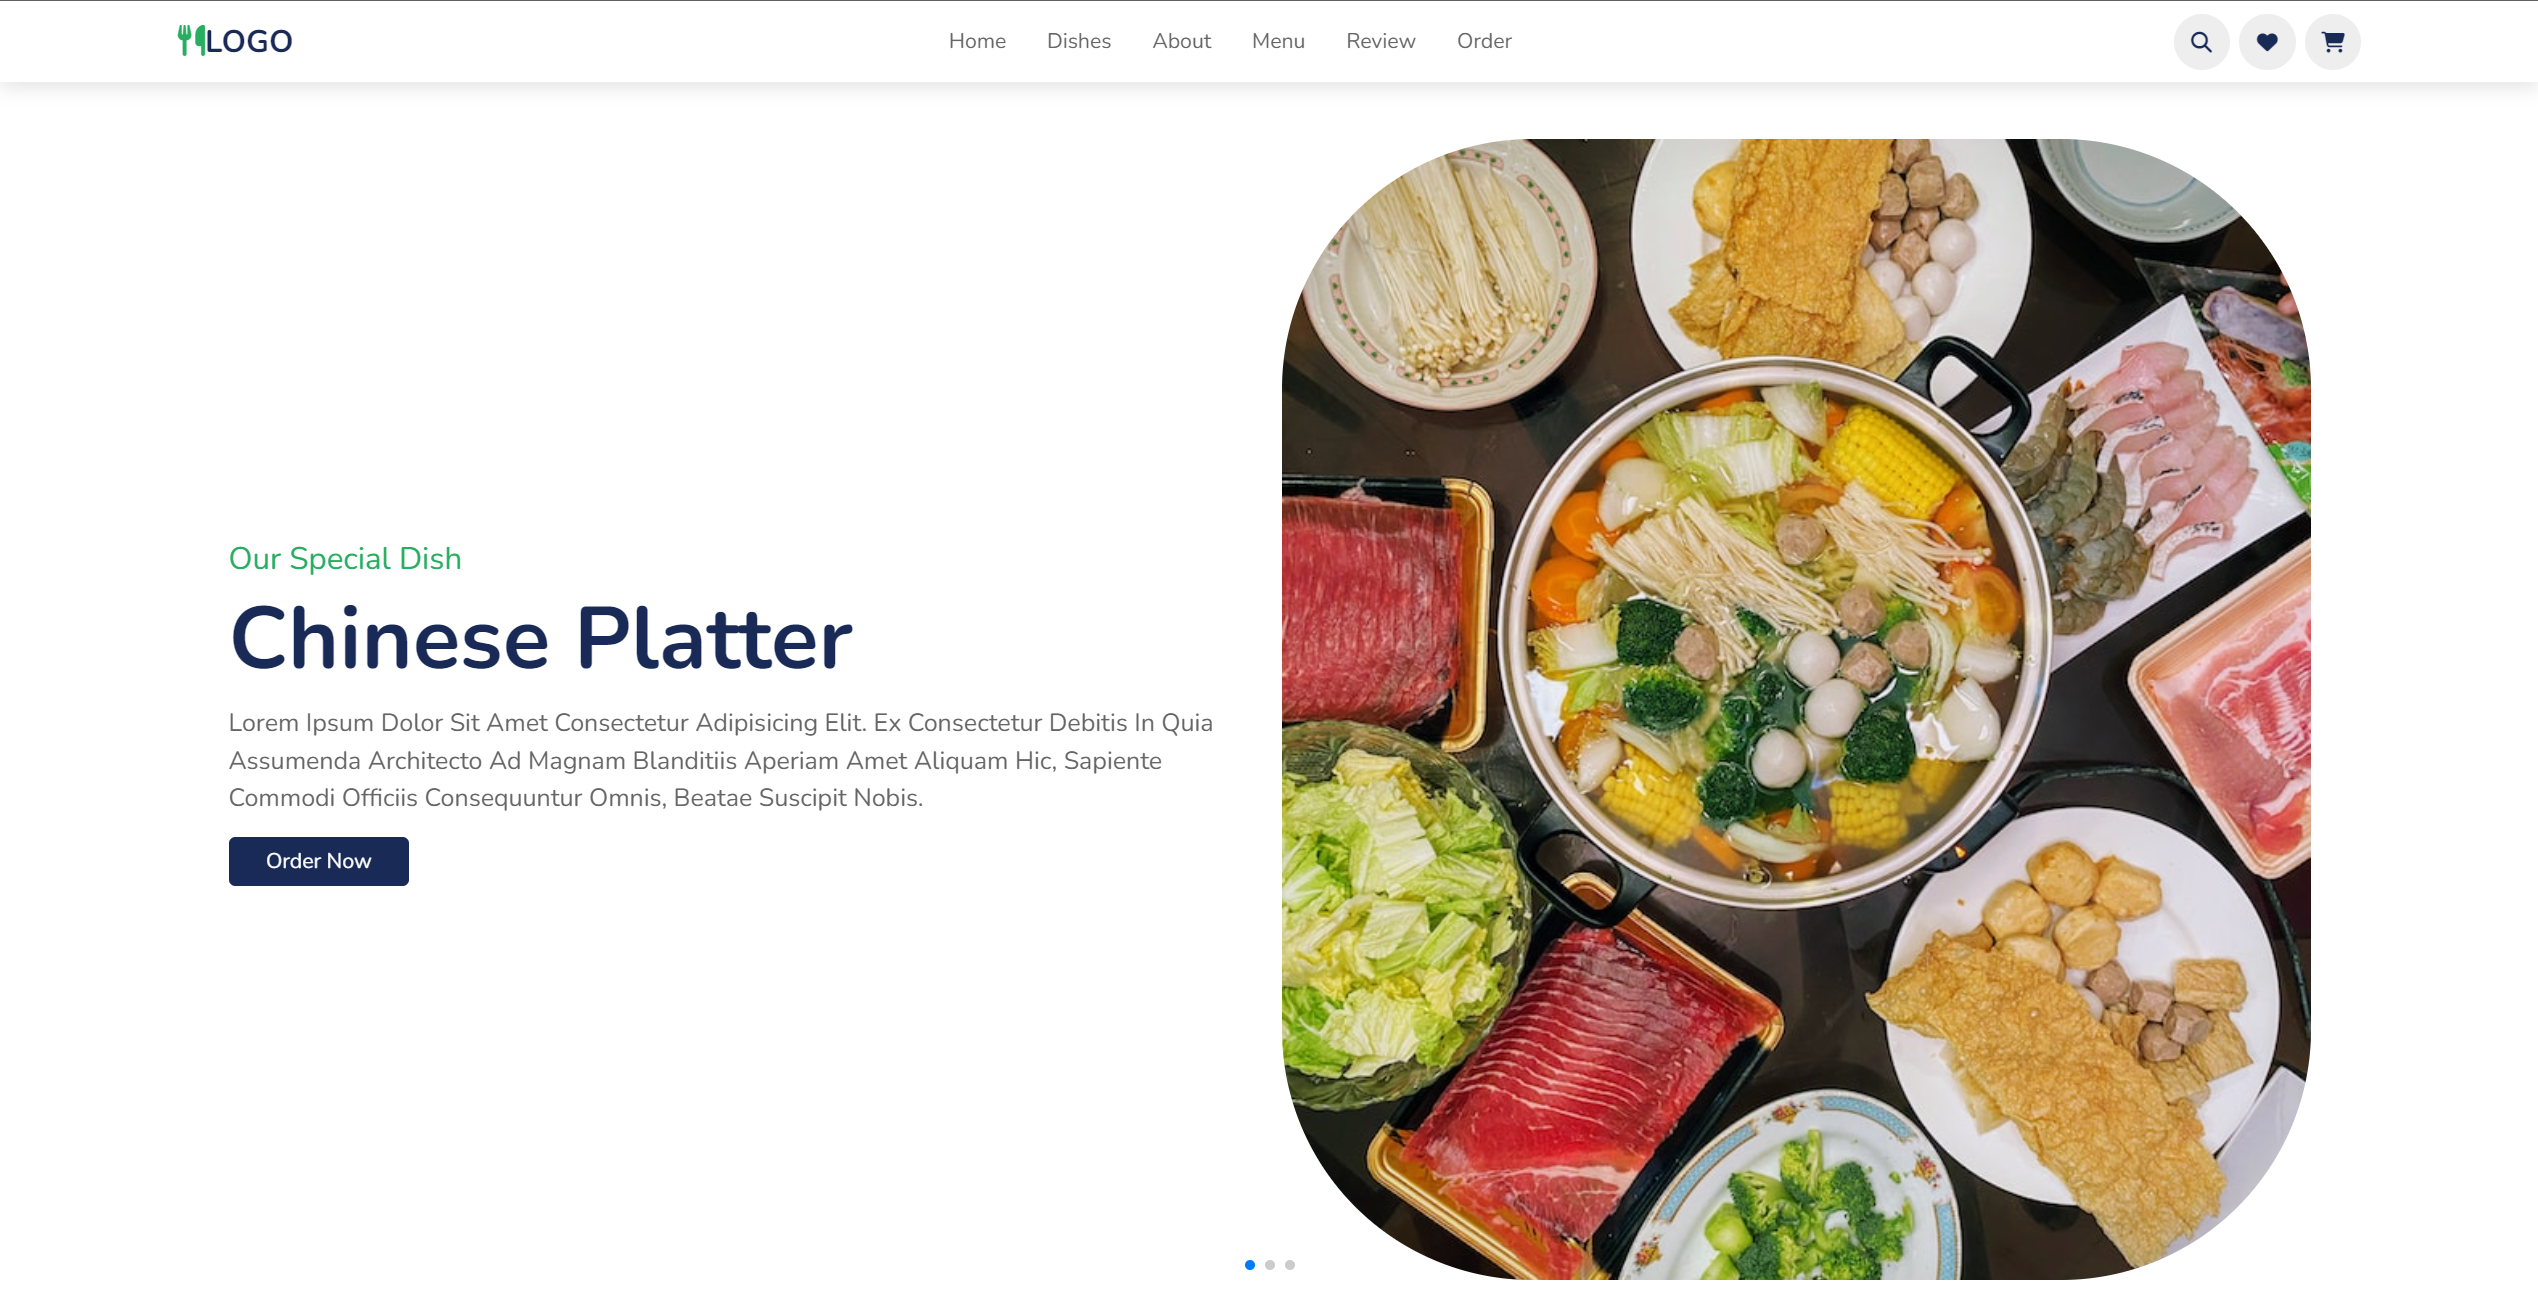 LOGO
Home Dishes About Menu Review Order
Our Special Dish
Chinese Platter
Lorem Ipsum Dolor Sit Amet Consectetur Adipisicing Elit. Ex Consectetur Debitis In Quia
Assumenda Architecto Ad Magnam Blanditiis Aperiam Amet Aliquam Hic, Sapiente
Commodi Officiis Consequuntur Omnis, Beatae Suscipit Nobis.
Order Now